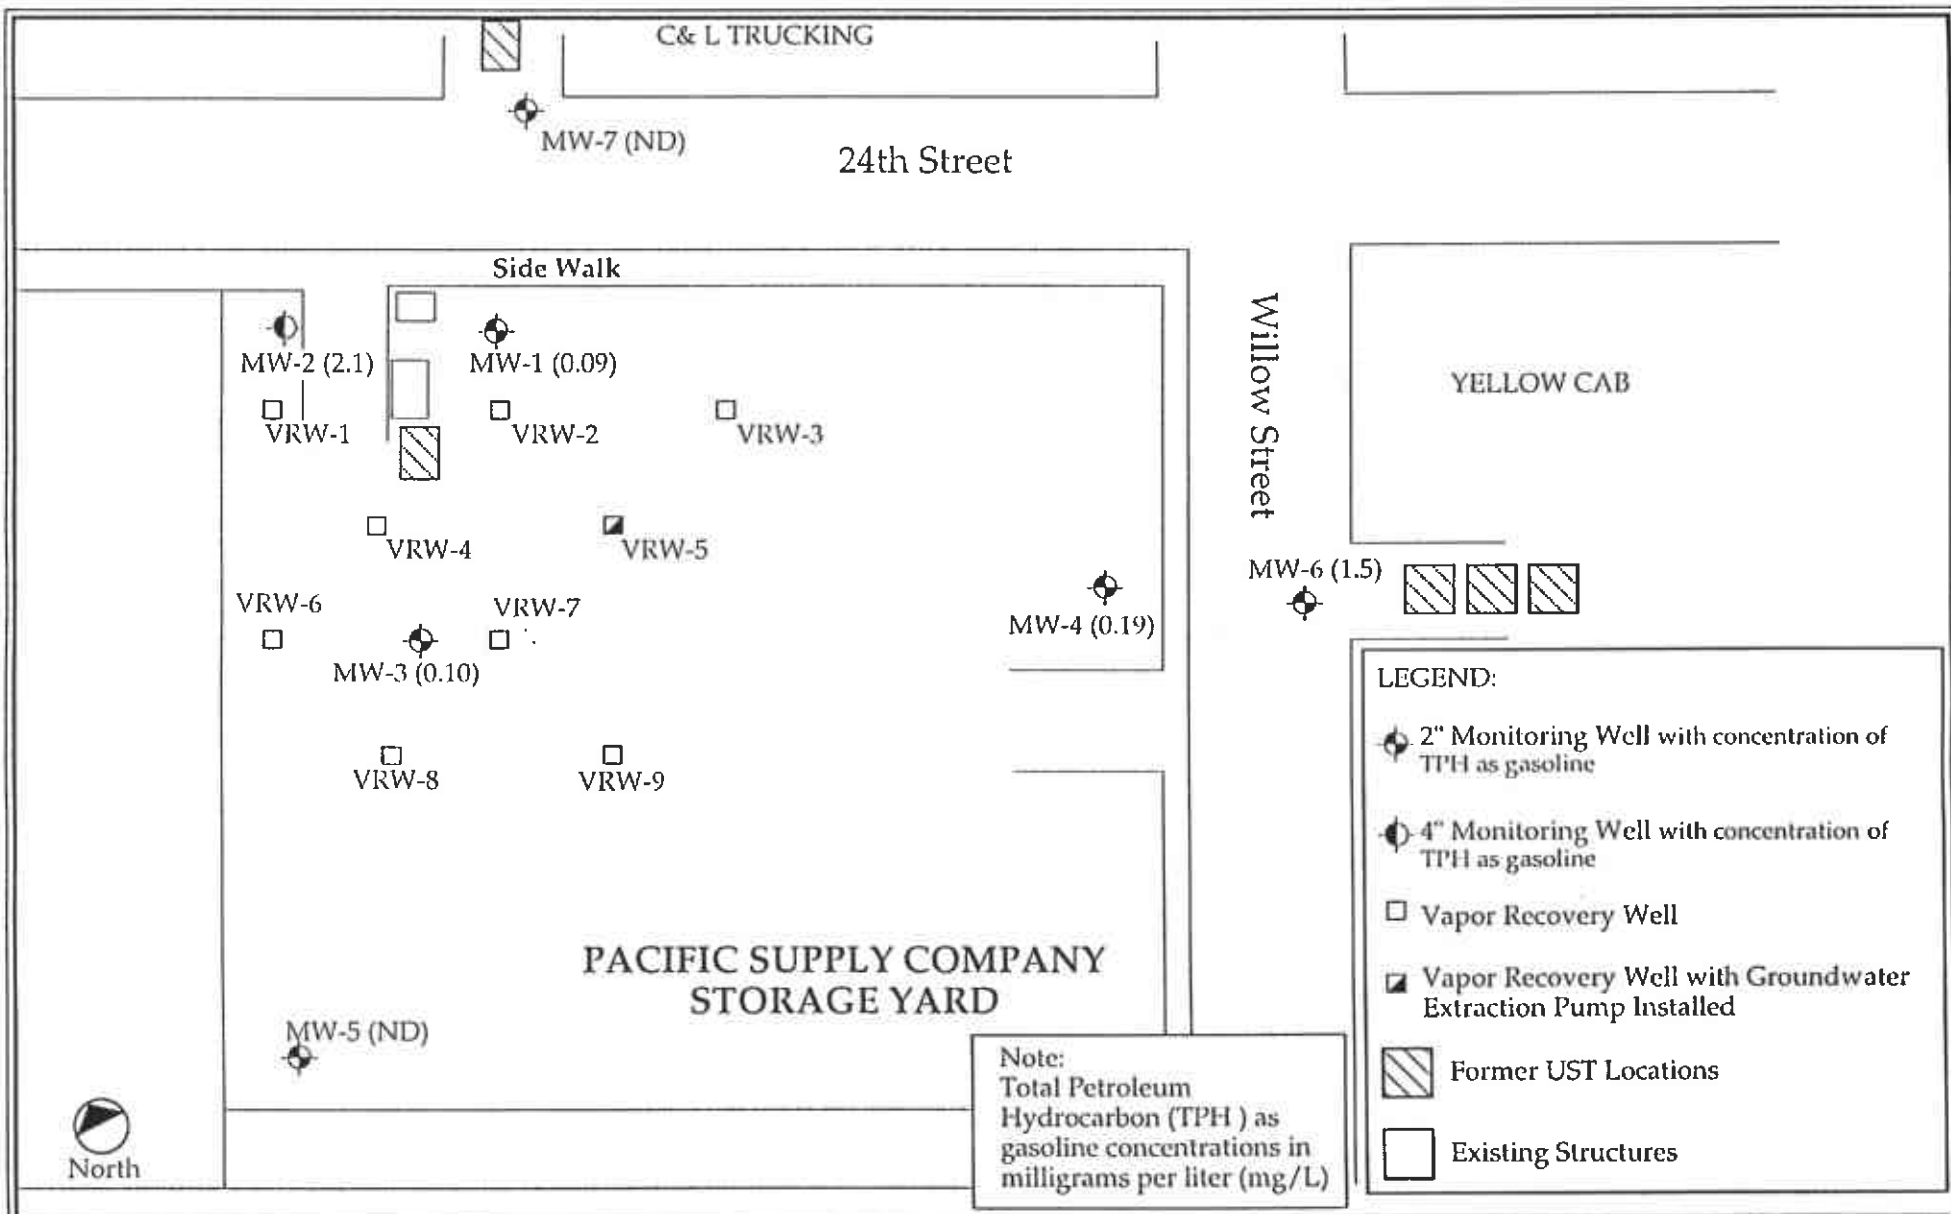 C& L TRUCKING
MW-7 (ND)
24th Street
Side Walk
MW-2 (2.1)
MW-1 (0.09)
VRW-1
VRW-2
VRW-3
Willow Street
YELLOW CAB
VRW-4
VRW-5
VRW-6
VRW-7
MW-3 (0.10)
MW-4 (0.19)
MW-6 (1.5)
VRW-8
VRW-9
PACIFIC SUPPLY COMPANY
STORAGE YARD
MW-5 (ND)
North
Note:
Total Petroleum
Hydrocarbon (TPH ) as
gasoline concentrations in
milligrams per liter (mg/L)
LEGEND:
2" Monitoring Well with concentration of
TPH as gasoline
4" Monitoring Well with concentration of
TPH as gasoline
Vapor Recovery Well
Vapor Recovery Well with Groundwater
Extraction Pump Installed
Former UST Locations
Existing Structures